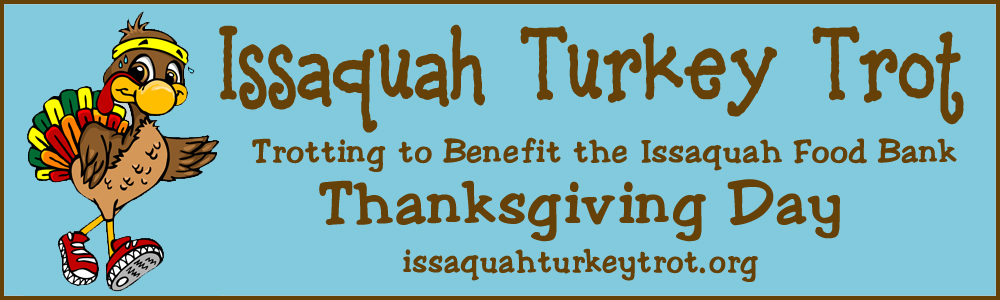 Issaquah Turkey Trot
Trotting to Benefit the Issaquah Food Bank
Thanksgiving Day
issaquahturkeytrot.org